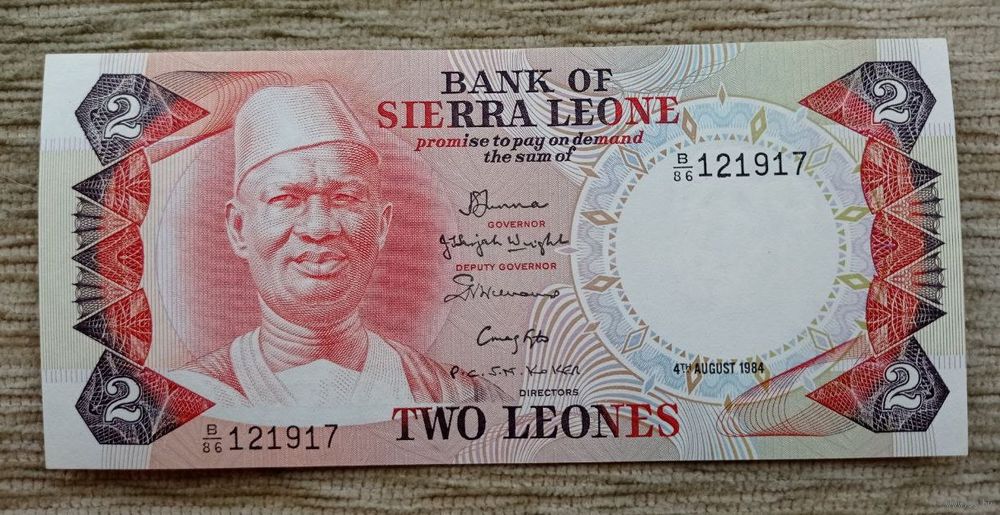 2
2
BANK OF
SIERRA LEONE
promise to pay on demand
the sum of
B/86 121917
GOVERNOR
DEPUTY GOVERNOR
P.C. S.M. KOKER
DIRECTORS
4TH AUGUST 1984
2
2
B/86 121917
TWO LEONES